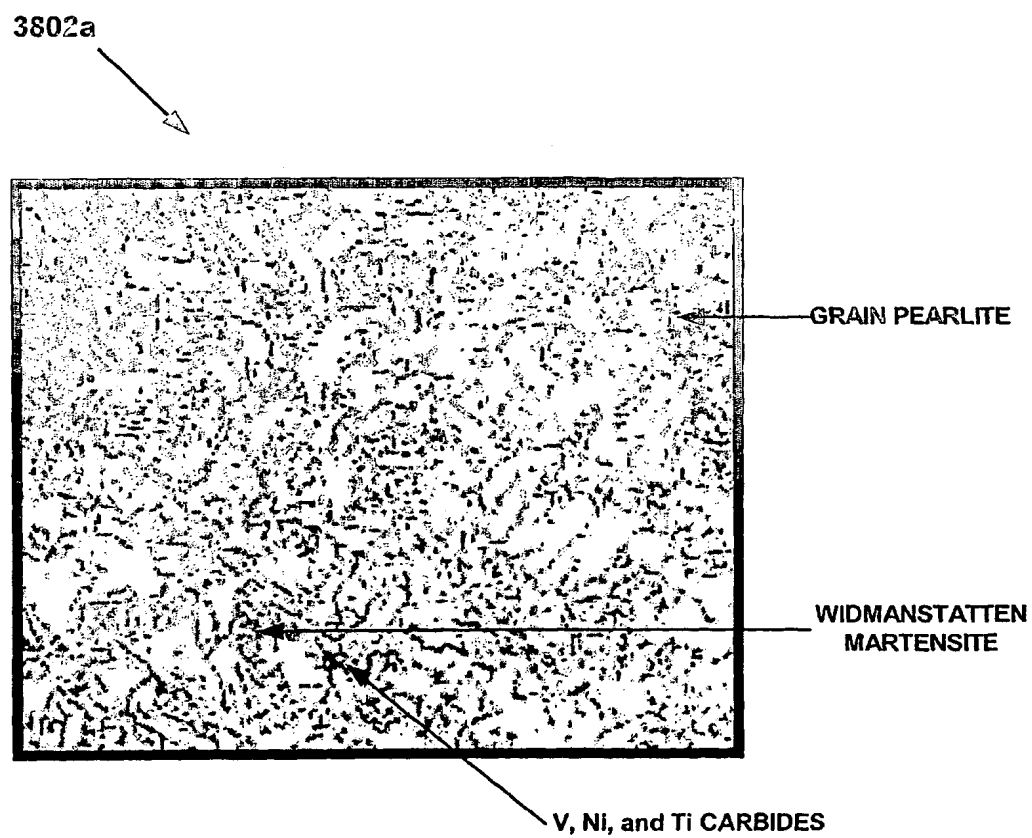 3802a
GRAIN PEARLITE
WIDMANSTATTEN
MARTENSITE
V, Ni, and Ti CARBIDES